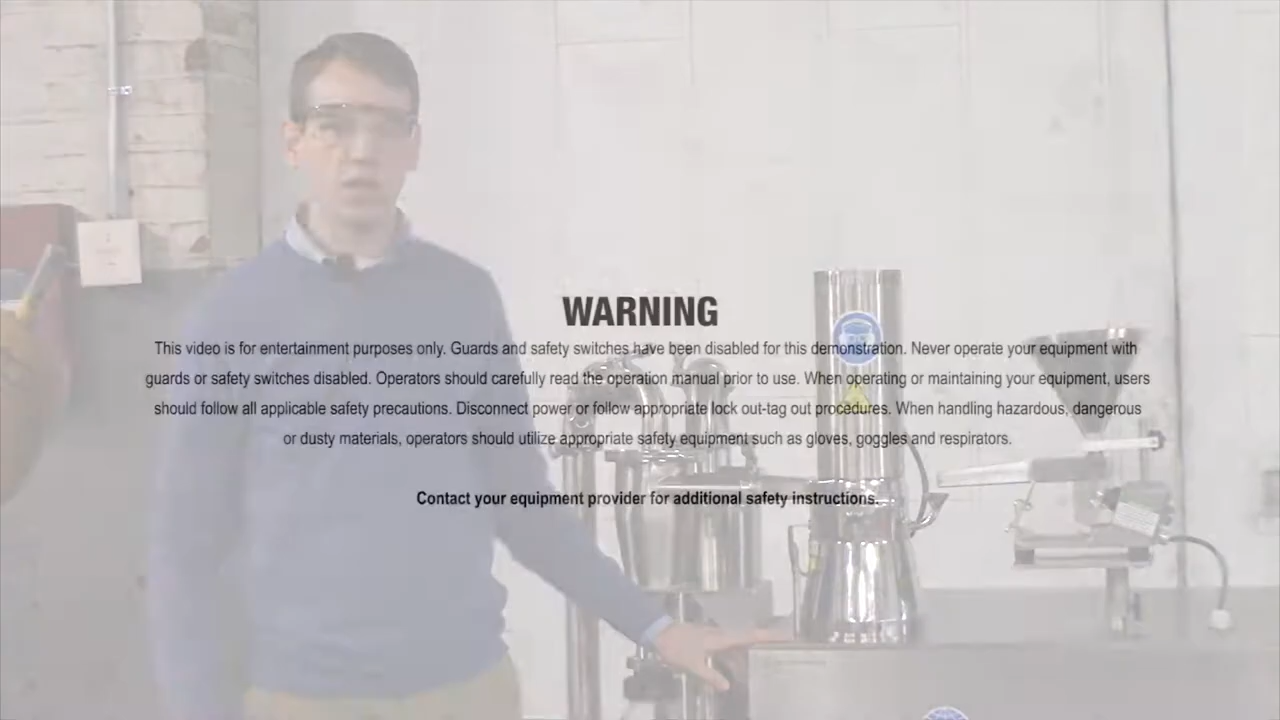 WARNING
This video is for entertainment purposes only. Guards and safety switches have been disabled for this demonstration. Never operate your equipment with
guards or safety switches disabled. Operators should carefully read the operation manual prior to use. When operating or maintaining your equipment, users
should follow all applicable safety precautions. Disconnect power or follow appropriate lock out-tag out procedures. When handling hazardous, dangerous
or dusty materials, operators should utilize appropriate safety equipment such as gloves, goggles and respirators.
Contact your equipment provider for additional safety instructions.